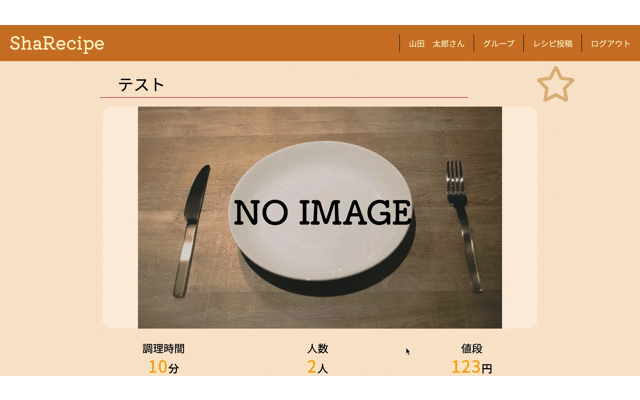 ShaRecipe
山田　太郎さん
グループ
レシピ投稿
ログアウト
テスト
NO IMAGE
調理時間
人数
値段
10分
2人
123円